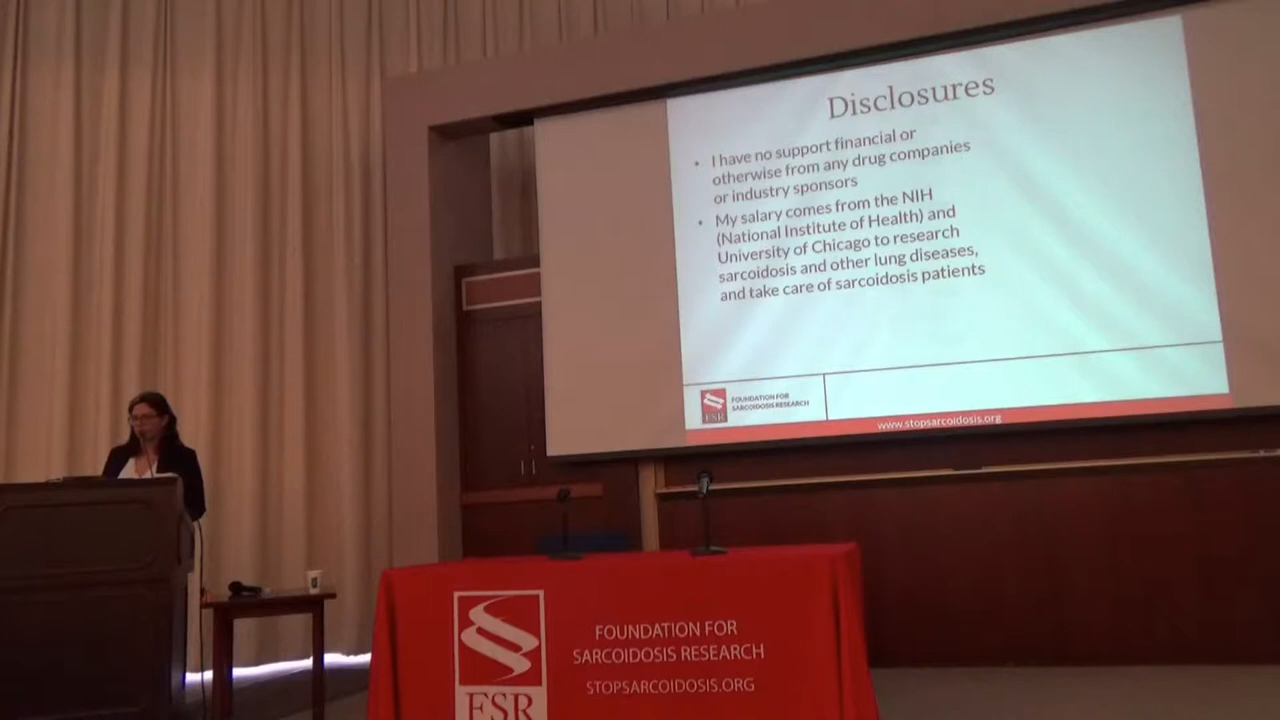 Disclosures
• I have no support financial or
otherwise from any drug companies
or industry sponsors
• My salary comes from the NIH
(National Institute of Health) and
University of Chicago to research
sarcoidosis and other lung diseases,
and take care of sarcoidosis patients
FSR
FOUNDATION FOR
SARCOIDOSIS RESEARCH
www.stopsarcoidosis.org
FSR
FOUNDATION FOR
SARCOIDOSIS RESEARCH
STOPSARCOIDOSIS.ORG